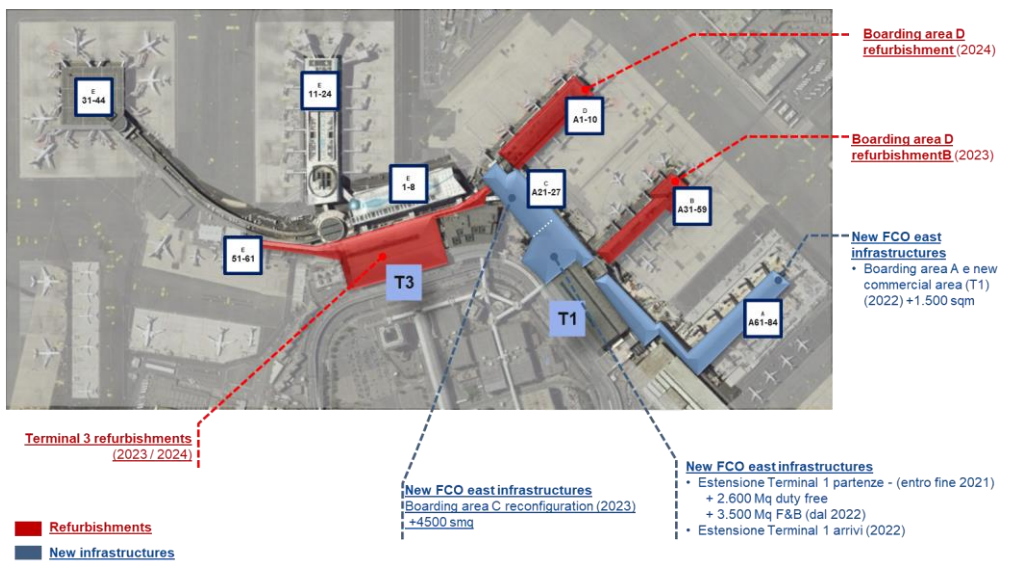 Boarding area D
refurbishment (2024)
E
31-44
E
11-24
D
A1-10
Boarding area D
refurbishmentB (2023)
E
1-8
C
A21-27
B
A31-59
E
51-61
T3
T1
A
A61-84
New FCO east
infrastructures
• Boarding area A e new
commercial area (T1)
(2022) +1.500 sqm
Terminal 3 refurbishments
(2023 / 2024)
New FCO east infrastructures
Boarding area C reconfiguration (2023)
+4500 smq
New FCO east infrastructures
• Estensione Terminal 1 partenze - (entro fine 2021)
+ 2.600 Mq duty free
+ 3.500 Mq F&B (dal 2022)
• Estensione Terminal 1 arrivi (2022)
Refurbishments
New infrastructures